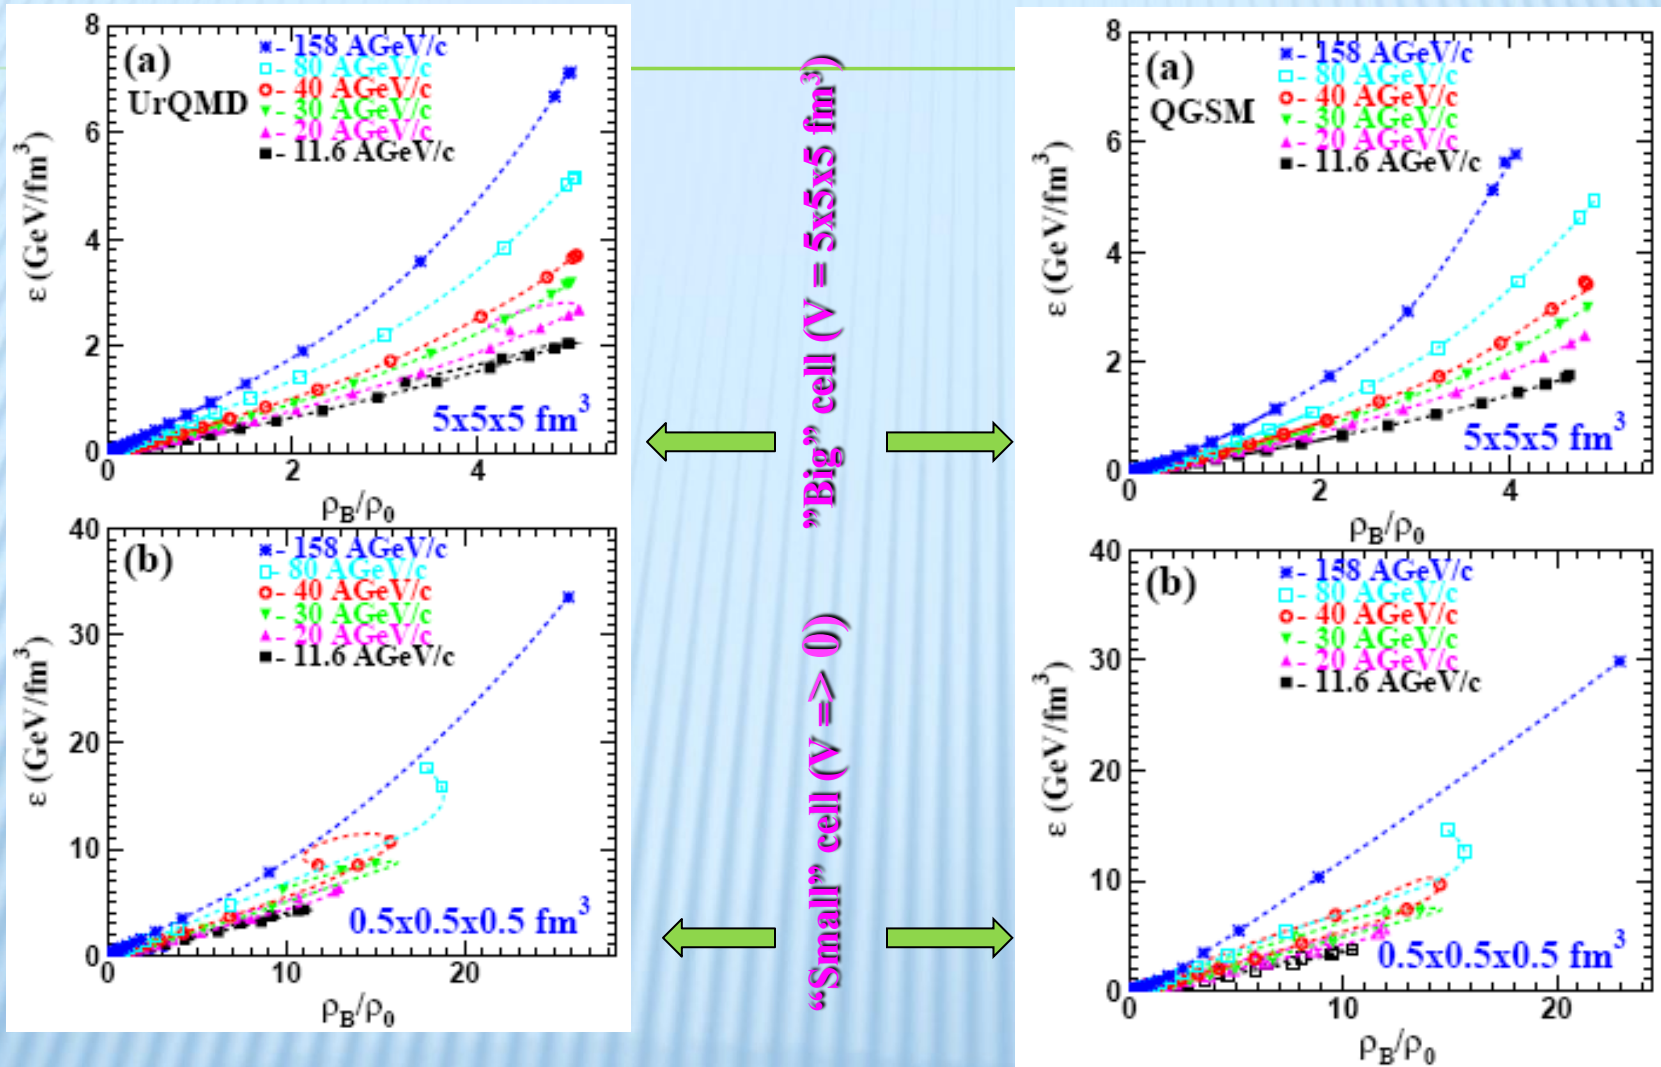 8
6
4
2
0
ε (GeV/fm³)
(a)
UrQMD
- 158 AGeV/c
- 80 AGeV/c
- 40 AGeV/c
- 30 AGeV/c
- 20 AGeV/c
- 11.6 AGeV/c
5x5x5 fm³
0 2 4
ρB/ρ0
40
30
20
10
0
ε (GeV/fm³)
(b)
- 158 AGeV/c
- 80 AGeV/c
- 40 AGeV/c
- 30 AGeV/c
- 20 AGeV/c
- 11.6 AGeV/c
0.5x0.5x0.5 fm³
0 10 20
ρB/ρ0
”Big” cell (V = 5x5x5 fm³)
“Small” cell (V => 0)
8
6
4
2
0
ε (GeV/fm³)
(a)
QGSM
- 158 AGeV/c
- 80 AGeV/c
- 40 AGeV/c
- 30 AGeV/c
- 20 AGeV/c
- 11.6 AGeV/c
5x5x5 fm³
0 2 4
ρB/ρ0
40
30
20
10
0
ε (GeV/fm³)
(b)
- 158 AGeV/c
- 80 AGeV/c
- 40 AGeV/c
- 30 AGeV/c
- 20 AGeV/c
- 11.6 AGeV/c
0.5x0.5x0.5 fm³
0 10 20
ρB/ρ0